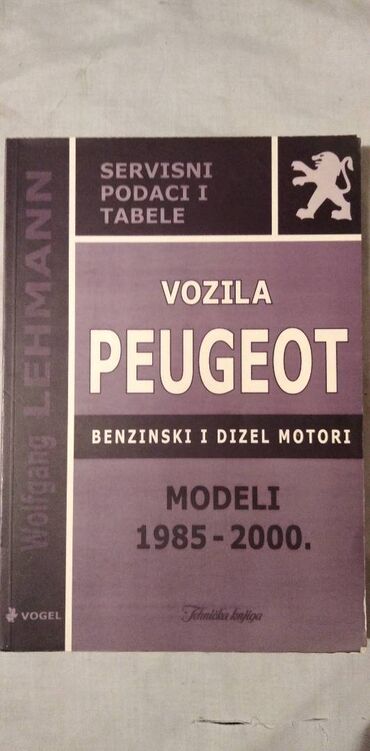 SERVISNI
PODACI I
TABELE
Wolfgang LEHMANN
VOZILA
PEUGEOT
BENZINSKI I DIZEL MOTORI
MODELI
1985-2000.
VOGEL
Tehnička knjiga